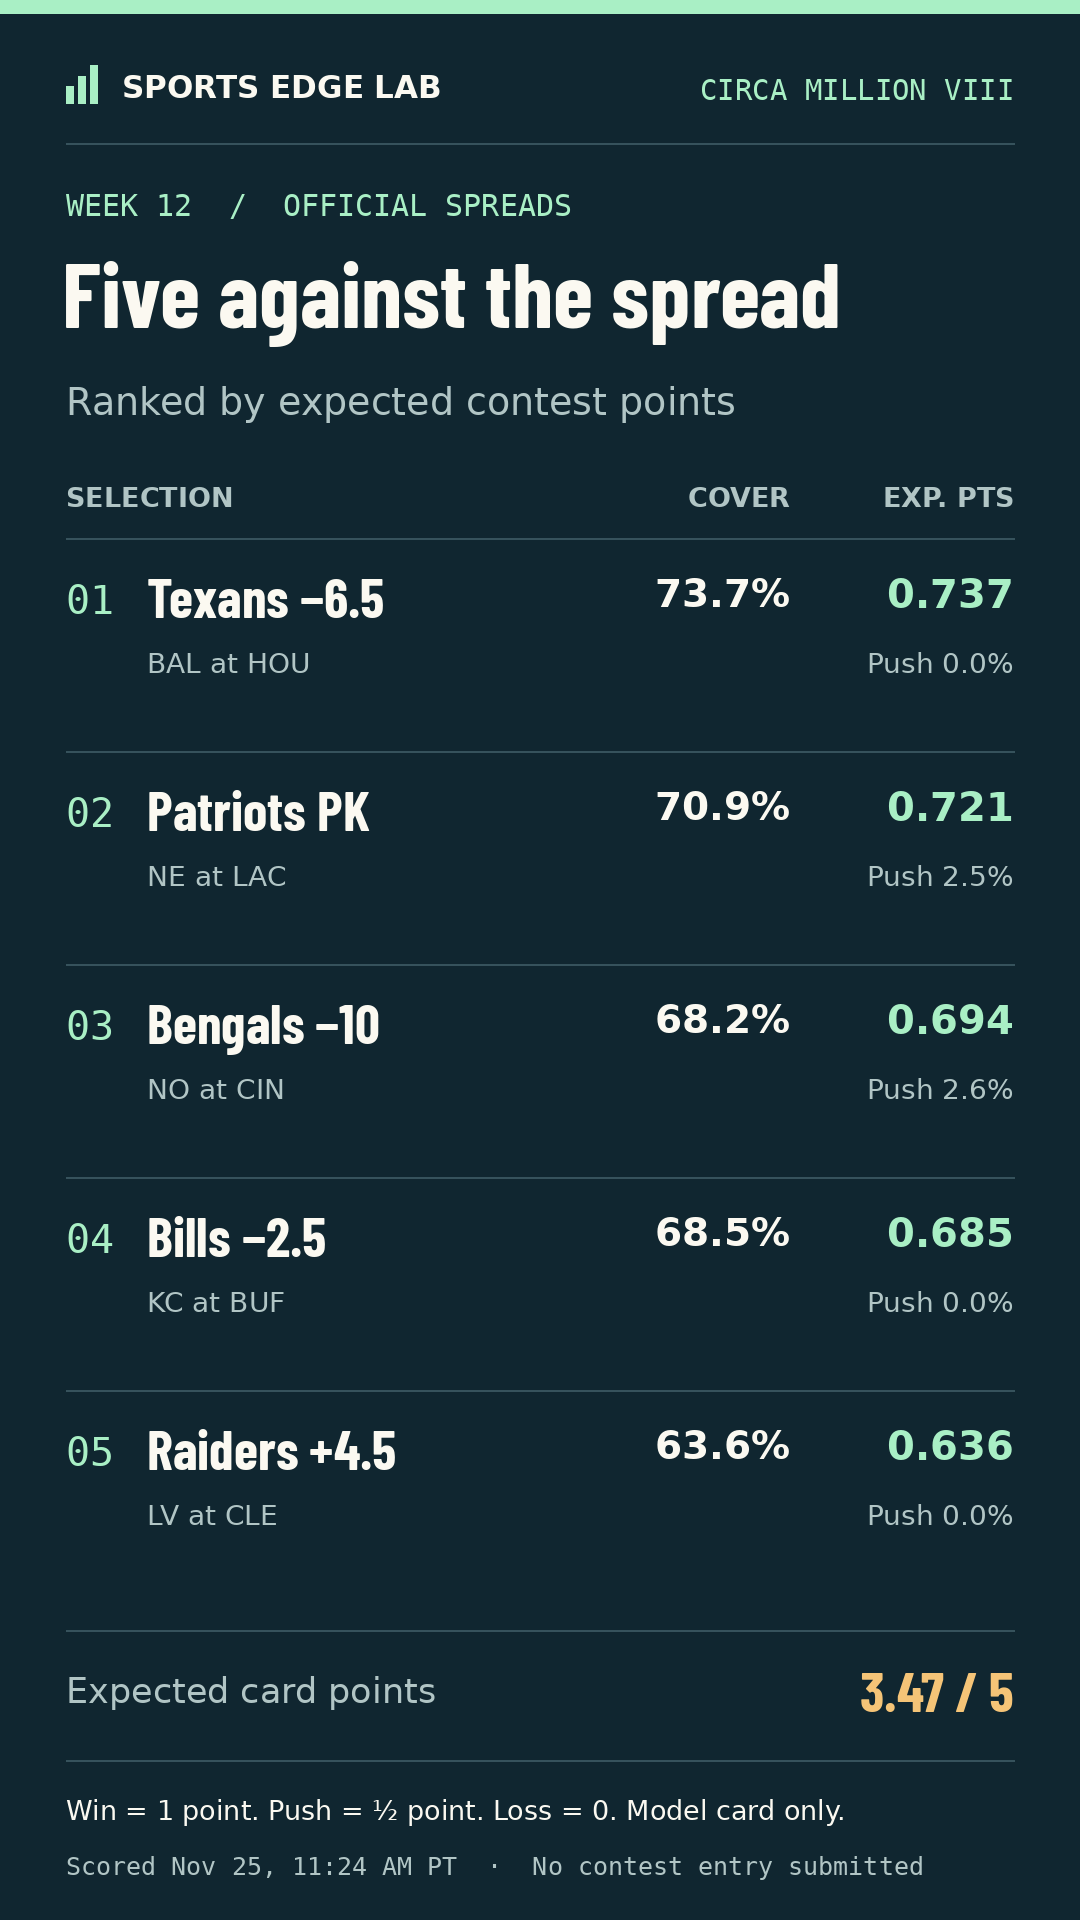 SPORTS EDGE LAB
CIRCA MILLION VIII
WEEK 12 / OFFICIAL SPREADS
Five against the spread
Ranked by expected contest points
SELECTION COVER EXP. PTS
01 Texans −6.5 73.7% 0.737
BAL at HOU Push 0.0%
02 Patriots PK 70.9% 0.721
NE at LAC Push 2.5%
03 Bengals −10 68.2% 0.694
NO at CIN Push 2.6%
04 Bills −2.5 68.5% 0.685
KC at BUF Push 0.0%
05 Raiders +4.5 63.6% 0.636
LV at CLE Push 0.0%
Expected card points 3.47 / 5
Win = 1 point. Push = ½ point. Loss = 0. Model card only.
Scored Nov 25, 11:24 AM PT · No contest entry submitted